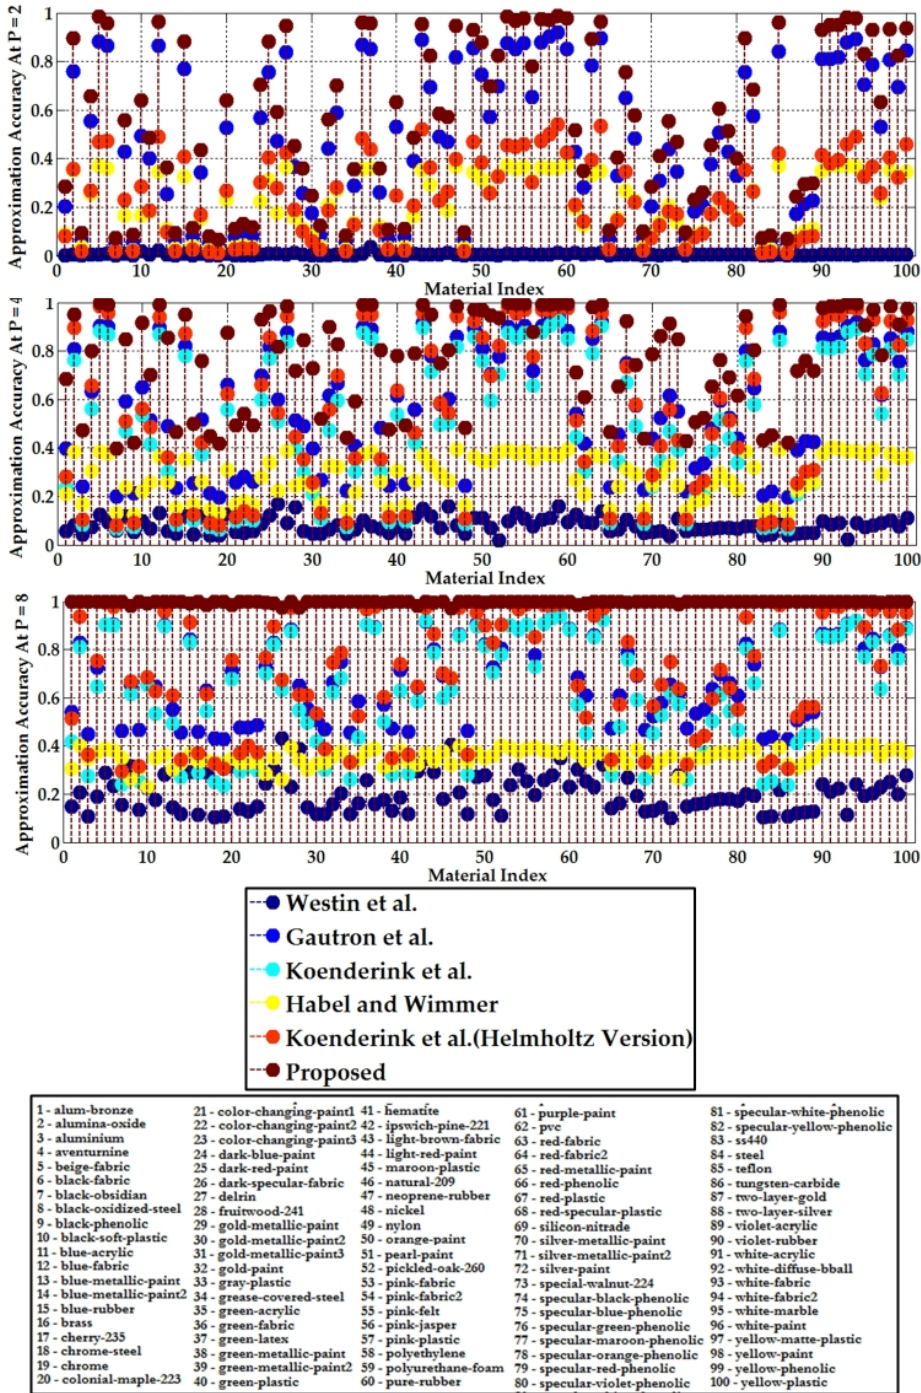 Approximation Accuracy At P = 2
1
0.8
0.6
0.4
0.2
0
0 10 20 30 40 50 60 70 80 90 100
Material Index
Approximation Accuracy At P = 4
1
0.8
0.6
0.4
0.2
0
0 10 20 30 40 50 60 70 80 90 100
Material Index
Approximation Accuracy At P = 8
1
0.8
0.6
0.4
0.2
0
0 10 20 30 40 50 60 70 80 90 100
Material Index
Westin et al.
Gautron et al.
Koenderink et al.
Habel and Wimmer
Koenderink et al.(Helmholtz Version)
Proposed
1 - alum-bronze
2 - alumina-oxide
3 - aluminium
4 - aventurnine
5 - beige-fabric
6 - black-fabric
7 - black-obsidian
8 - black-oxidized-steel
9 - black-phenolic
10 - black-soft-plastic
11 - blue-acrylic
12 - blue-fabric
13 - blue-metallic-paint
14 - blue-metallic-paint2
15 - blue-rubber
16 - brass
17 - cherry-235
18 - chrome-steel
19 - chrome
20 - colonial-maple-223
21 - color-changing-paint1
22 - color-changing-paint2
23 - color-changing-paint3
24 - dark-blue-paint
25 - dark-red-paint
26 - dark-specular-fabric
27 - delrin
28 - fruitwood-241
29 - gold-metallic-paint
30 - gold-metallic-paint2
31 - gold-metallic-paint3
32 - gold-paint
33 - gray-plastic
34 - grease-covered-steel
35 - green-acrylic
36 - green-fabric
37 - green-latex
38 - green-metallic-paint
39 - green-metallic-paint2
40 - green-plastic
41 - hematite
42 - ipswich-pine-221
43 - light-brown-fabric
44 - light-red-paint
45 - maroon-plastic
46 - natural-209
47 - neoprene-rubber
48 - nickel
49 - nylon
50 - orange-paint
51 - pearl-paint
52 - pickled-oak-260
53 - pink-fabric
54 - pink-fabric2
55 - pink-felt
56 - pink-jasper
57 - pink-plastic
58 - polyethylene
59 - polyurethane-foam
60 - pure-rubber
61 - purple-paint
62 - pvc
63 - red-fabric
64 - red-fabric2
65 - red-metallic-paint
66 - red-phenolic
67 - red-plastic
68 - red-specular-plastic
69 - silicon-nitrade
70 - silver-metallic-paint
71 - silver-metallic-paint2
72 - silver-paint
73 - special-walnut-224
74 - specular-black-phenolic
75 - specular-blue-phenolic
76 - specular-green-phenolic
77 - specular-maroon-phenolic
78 - specular-orange-phenolic
79 - specular-red-phenolic
80 - specular-violet-phenolic
81 - specular-white-phenolic
82 - specular-yellow-phenolic
83 - ss440
84 - steel
85 - teflon
86 - tungsten-carbide
87 - two-layer-gold
88 - two-layer-silver
89 - violet-acrylic
90 - violet-rubber
91 - white-acrylic
92 - white-diffuse-bball
93 - white-fabric
94 - white-fabric2
95 - white-marble
96 - white-paint
97 - yellow-matte-plastic
98 - yellow-paint
99 - yellow-phenolic
100 - yellow-plastic